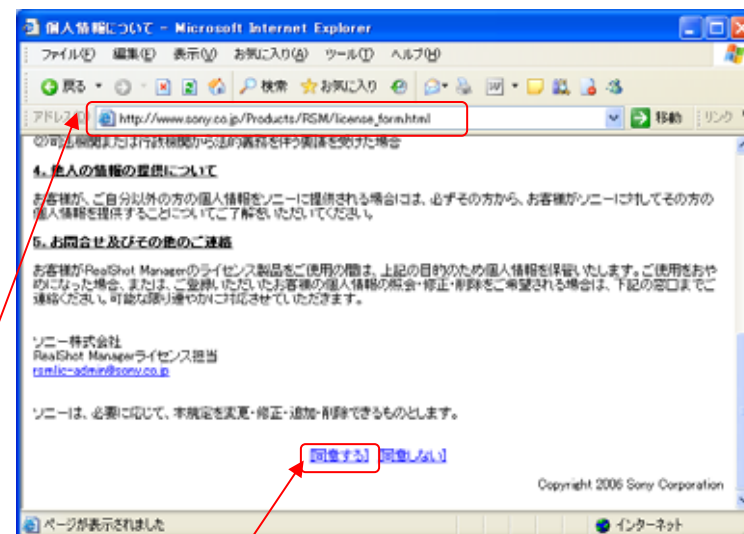 個人情報について - Microsoft Internet Explorer
ファイル(F) 編集(E) 表示(V) お気に入り(A) ツール(T) ヘルプ(H)
戻る 検索 お気に入り
アドレス(D) http://www.sony.co.jp/Products/RSM/license_form.html 移動 リンク
②司法機関または行政機関から法的義務を伴う要請を受けた場合
4. 他人の情報の提供について
お客様が、ご自分以外の方の個人情報をソニーに提供される場合には、必ずその方から、お客様がソニーに対してその方の
個人情報を提供することについてご了解をいただいてください。
5. お問合せ及びその他のご連絡
お客様がRealShot Managerのライセンス製品をご使用の間は、上記の目的のため個人情報を保管いたします。ご使用をおや
めになった場合、または、ご登録いただいたお客様の個人情報の照会・修正・削除をご希望される場合は、下記の窓口までご
連絡ください。可能な限り速やかに対応させていただきます。
ソニー株式会社
RealShot Managerライセンス担当
rsmlic-admin@sony.co.jp
ソニーは、必要に応じて、本規定を変更・修正・追加・削除できるものとします。
[同意する] [同意しない]
Copyright 2006 Sony Corporation
ページが表示されました インターネット